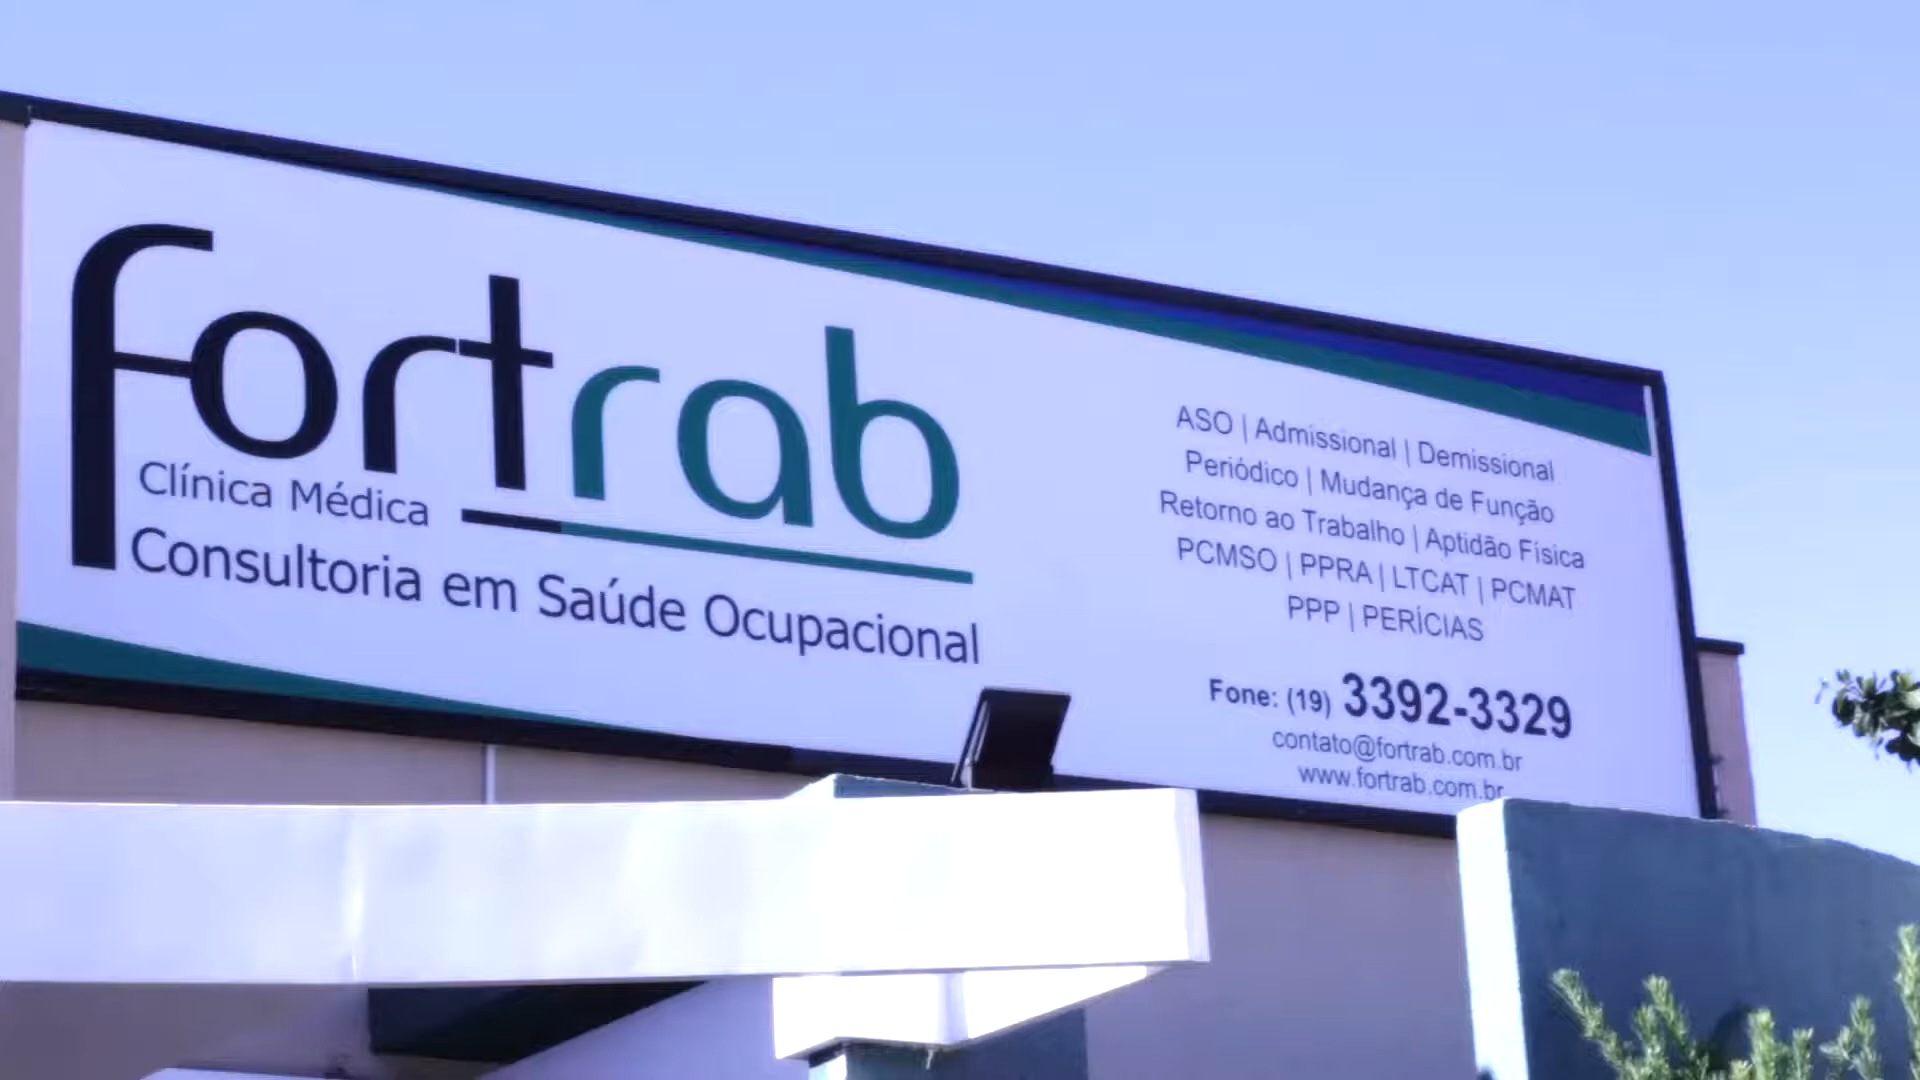 fortrab
Clínica Médica
Consultoria em Saúde Ocupacional
ASO | Admissional | Demissional
Periódico | Mudança de Função
Retorno ao Trabalho | Aptidão Física
PCMSO | PPRA | LTCAT | PCMAT
PPP | PERÍCIAS
Fone: (19) 3392-3329
contato@fortrab.com.br
www.fortrab.com.br